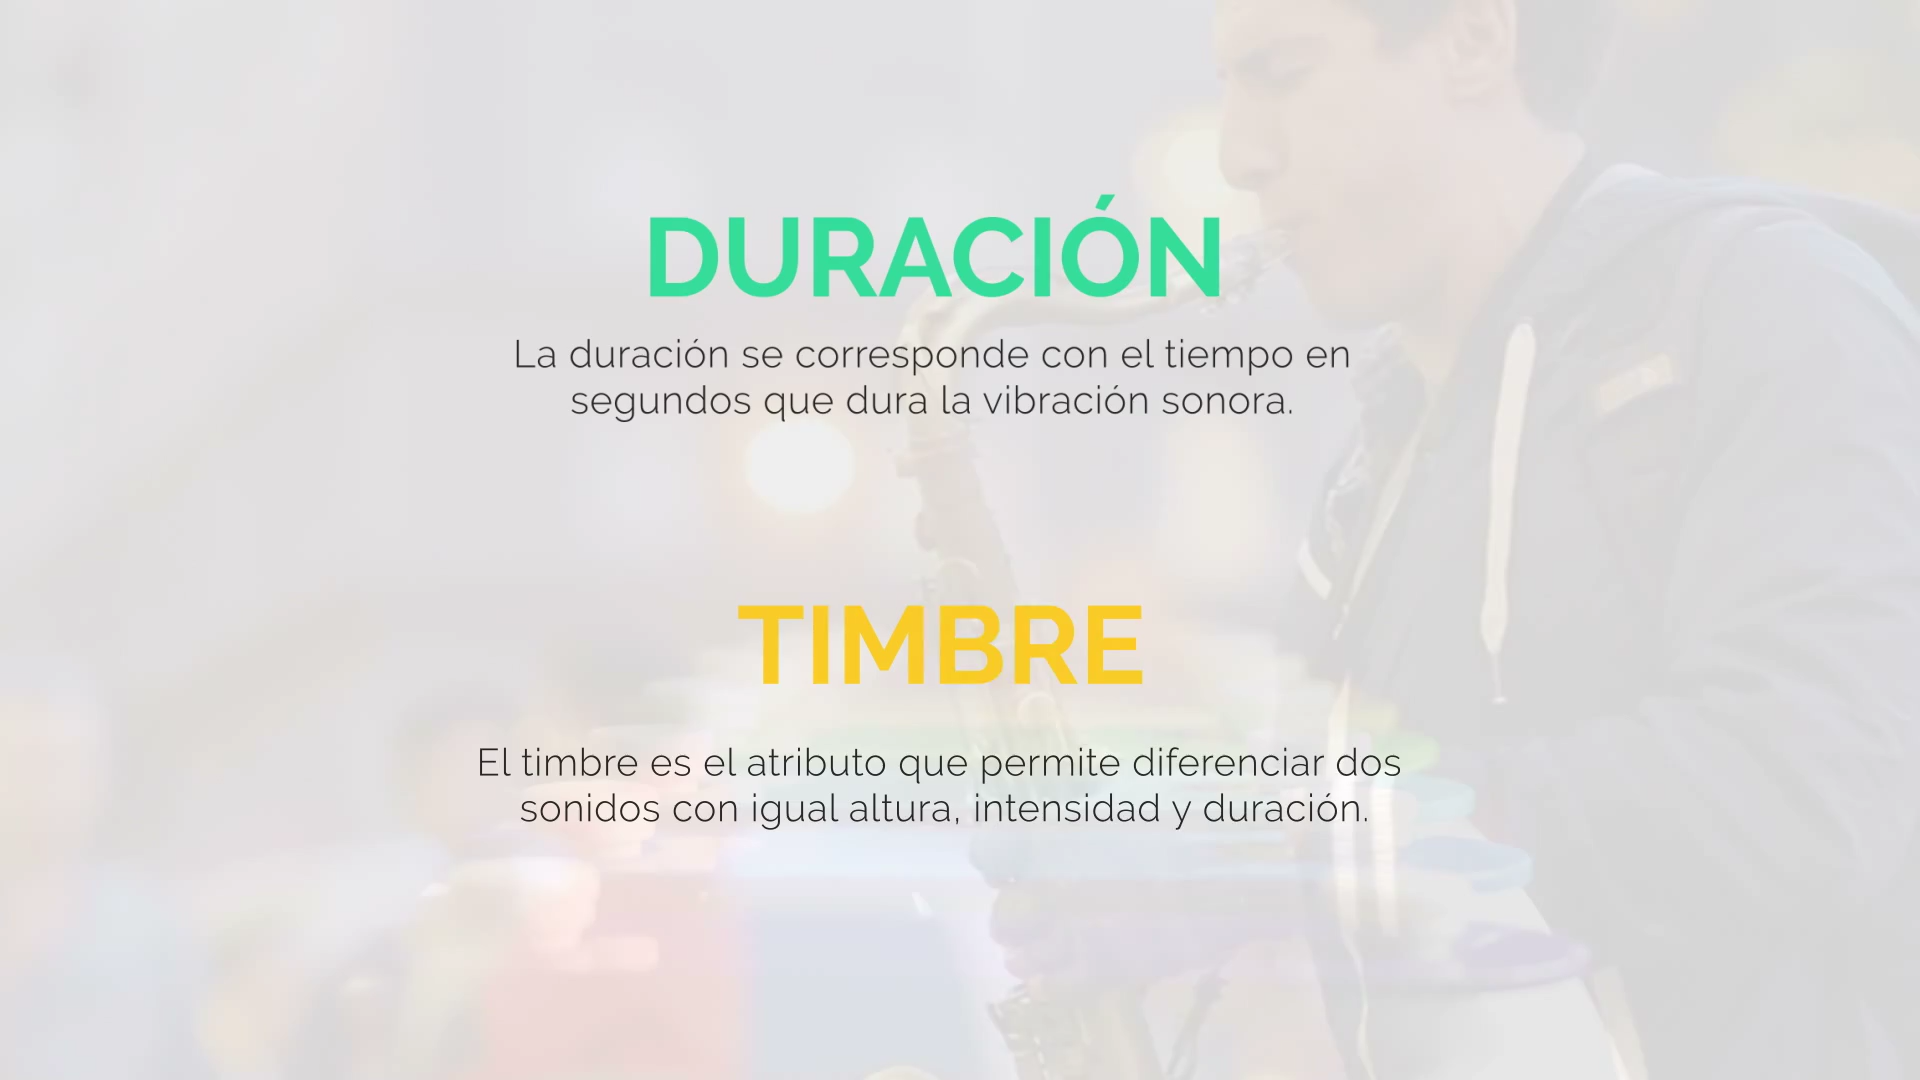 DURACIÓN
La duración se corresponde con el tiempo en
segundos que dura la vibración sonora.
TIMBRE
El timbre es el atributo que permite diferenciar dos
sonidos con igual altura, intensidad y duración.